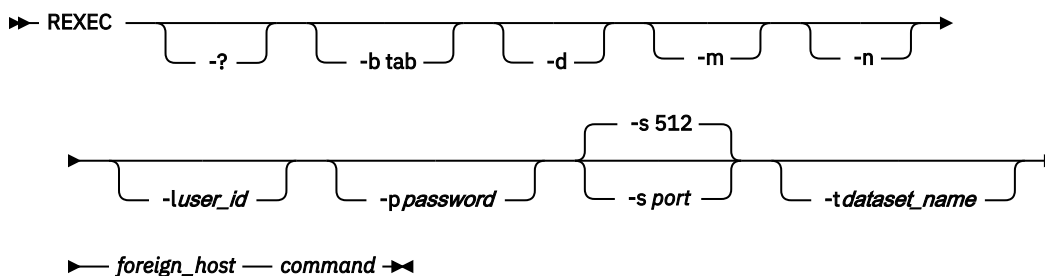 REXEC
-? -b tab -d -m -n
-s 512
-luser_id -ppassword -s port -tdataset_name
foreign_host command